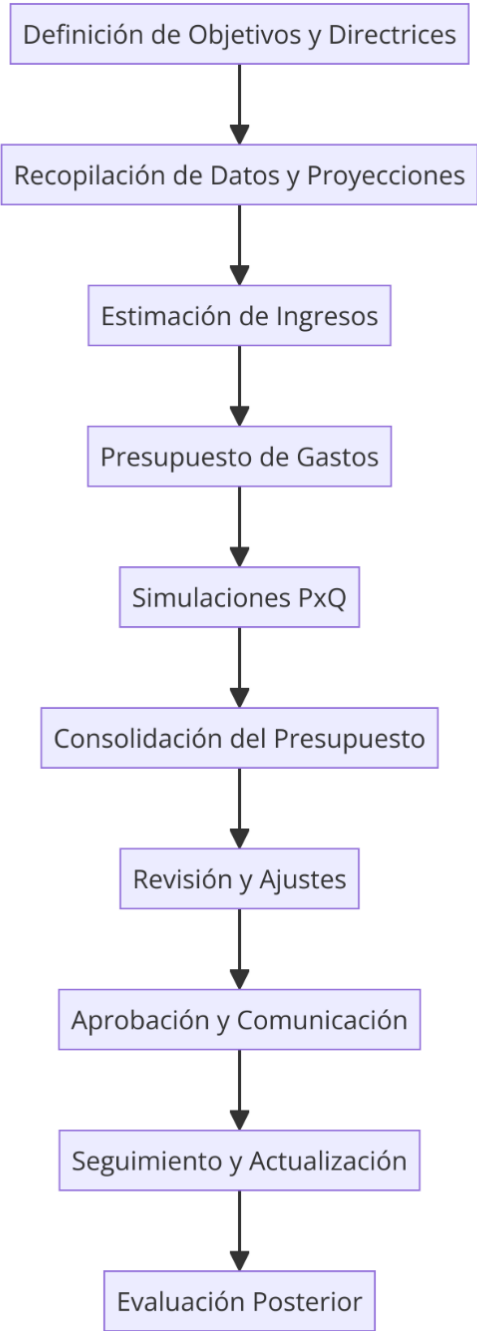 Definición de Objetivos y Directrices
Recopilación de Datos y Proyecciones
Estimación de Ingresos
Presupuesto de Gastos
Simulaciones PxQ
Consolidación del Presupuesto
Revisión y Ajustes
Aprobación y Comunicación
Seguimiento y Actualización
Evaluación Posterior